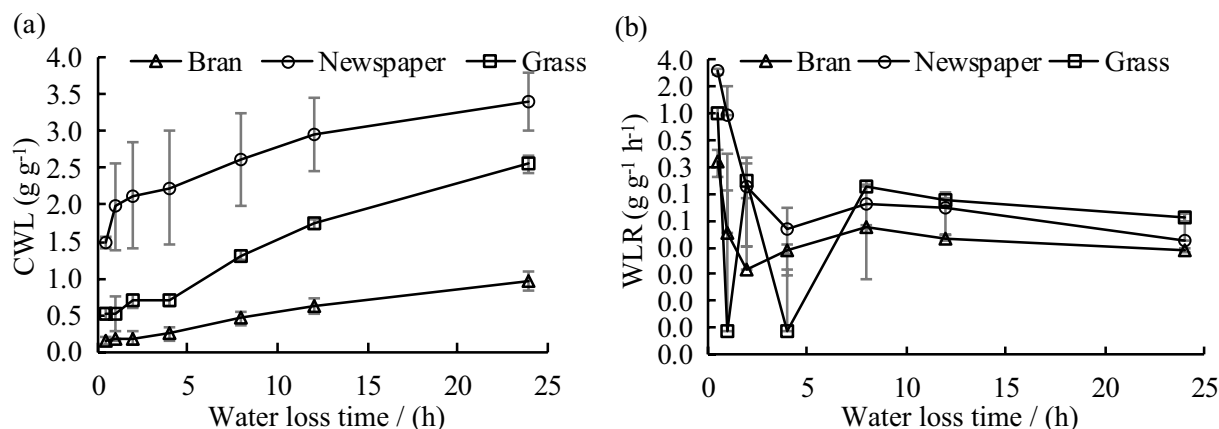 (a)
Bran Newspaper Grass
4.0
3.5
3.0
2.5
2.0
1.5
1.0
0.5
0.0
CWL (g g⁻¹)
0 5 10 15 20 25
Water loss time / (h)
(b)
Bran Newspaper Grass
4.0
2.0
1.0
0.5
0.3
0.1
0.1
0.0
0.0
0.0
0.0
0.0
WLR (g g⁻¹ h⁻¹)
0 5 10 15 20 25
Water loss time / (h)